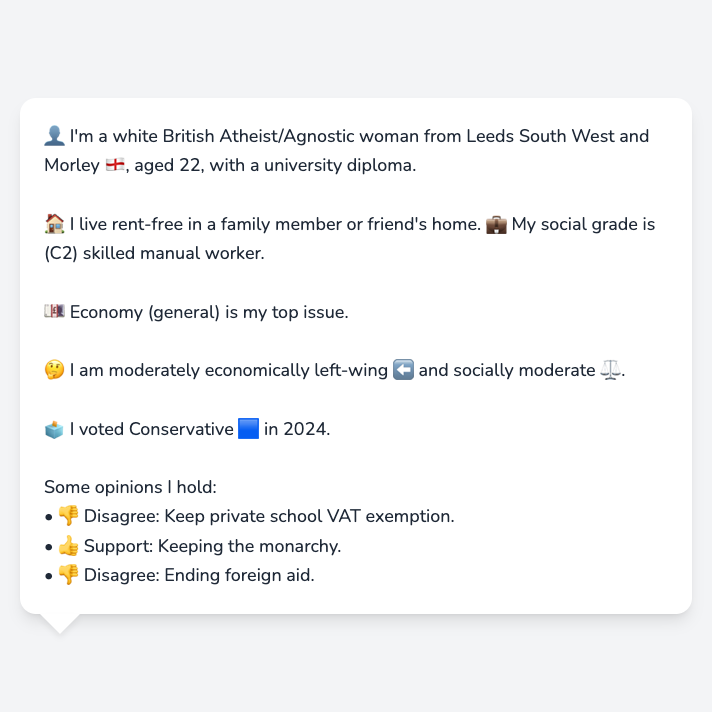 👤 I'm a white British Atheist/Agnostic woman from Leeds South West and
Morley 🏴󠁧󠁢󠁥󠁮󠁧󠁿, aged 22, with a university diploma.
🏠 I live rent-free in a family member or friend's home. 💼 My social grade is
(C2) skilled manual worker.
💷 Economy (general) is my top issue.
🤔 I am moderately economically left-wing ⬅️ and socially moderate ⚖️.
🗳️ I voted Conservative 🟦 in 2024.
Some opinions I hold:
• 👎 Disagree: Keep private school VAT exemption.
• 👍 Support: Keeping the monarchy.
• 👎 Disagree: Ending foreign aid.